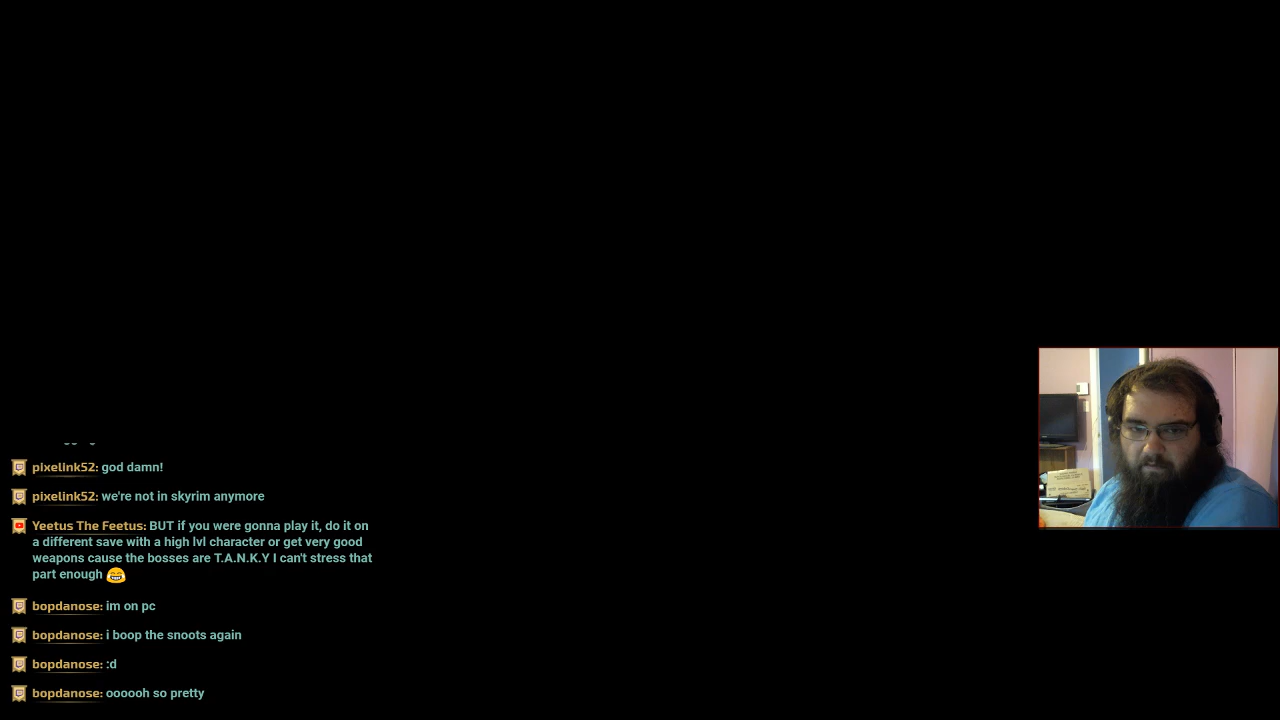 pixelink52: god damn!
pixelink52: we're not in skyrim anymore
Yeetus The Feetus: BUT if you were gonna play it, do it on
a different save with a high lvl character or get very good
weapons cause the bosses are T.A.N.K.Y I can't stress that
part enough 😂
bopdanose: im on pc
bopdanose: i boop the snoots again
bopdanose: :d
bopdanose: oooooh so pretty